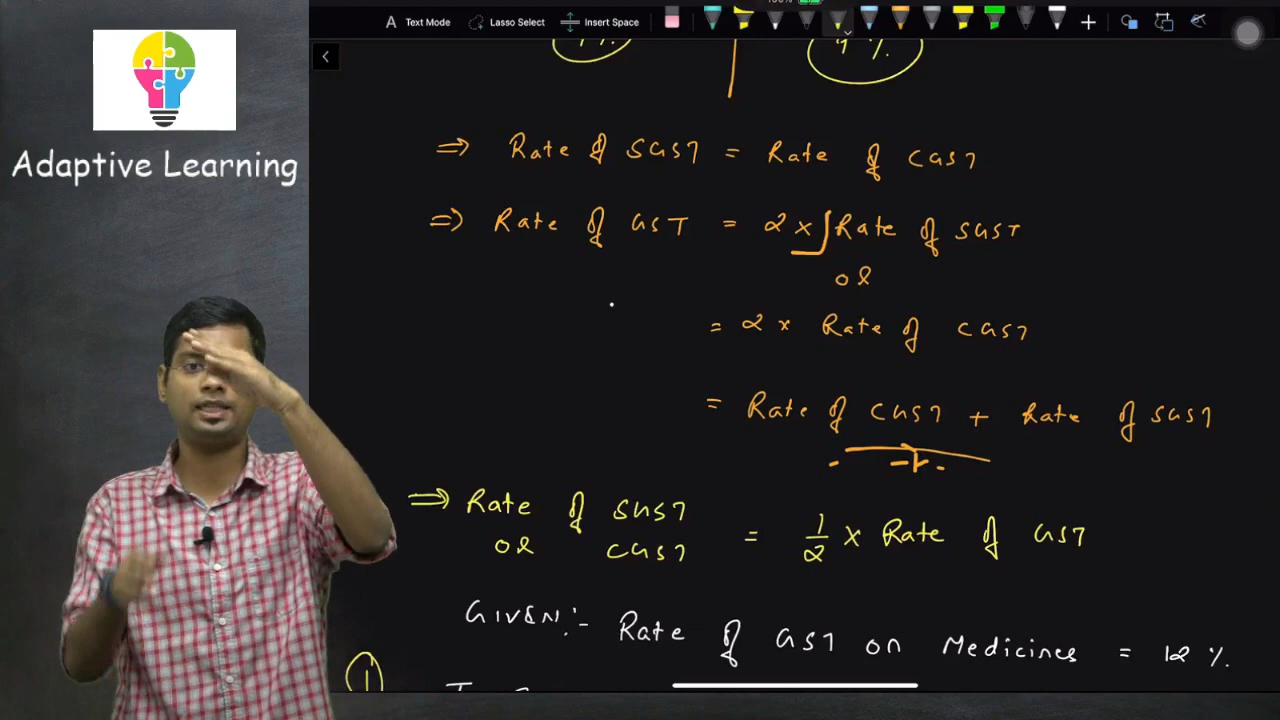 Text Mode
Lasso Select
Insert Space
Adaptive Learning
9 %.
⇒ Rate of SGST = Rate of CGST
⇒ Rate of GST = 2 × Rate of SGST
or
= 2 × Rate of CGST
= Rate of CGST + Rate of SGST
⇒ Rate of SGST
or CGST = 1/2 × Rate of GST
GIVEN:- Rate of GST on Medicines = 12 %.
①